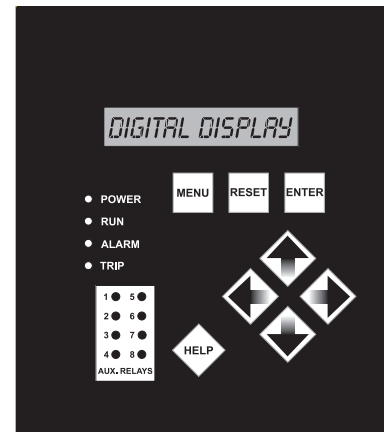 DIGITAL DISPLAY
MENU RESET ENTER
POWER
RUN
ALARM
TRIP
1 5
2 6
3 7
4 8
AUX. RELAYS
HELP